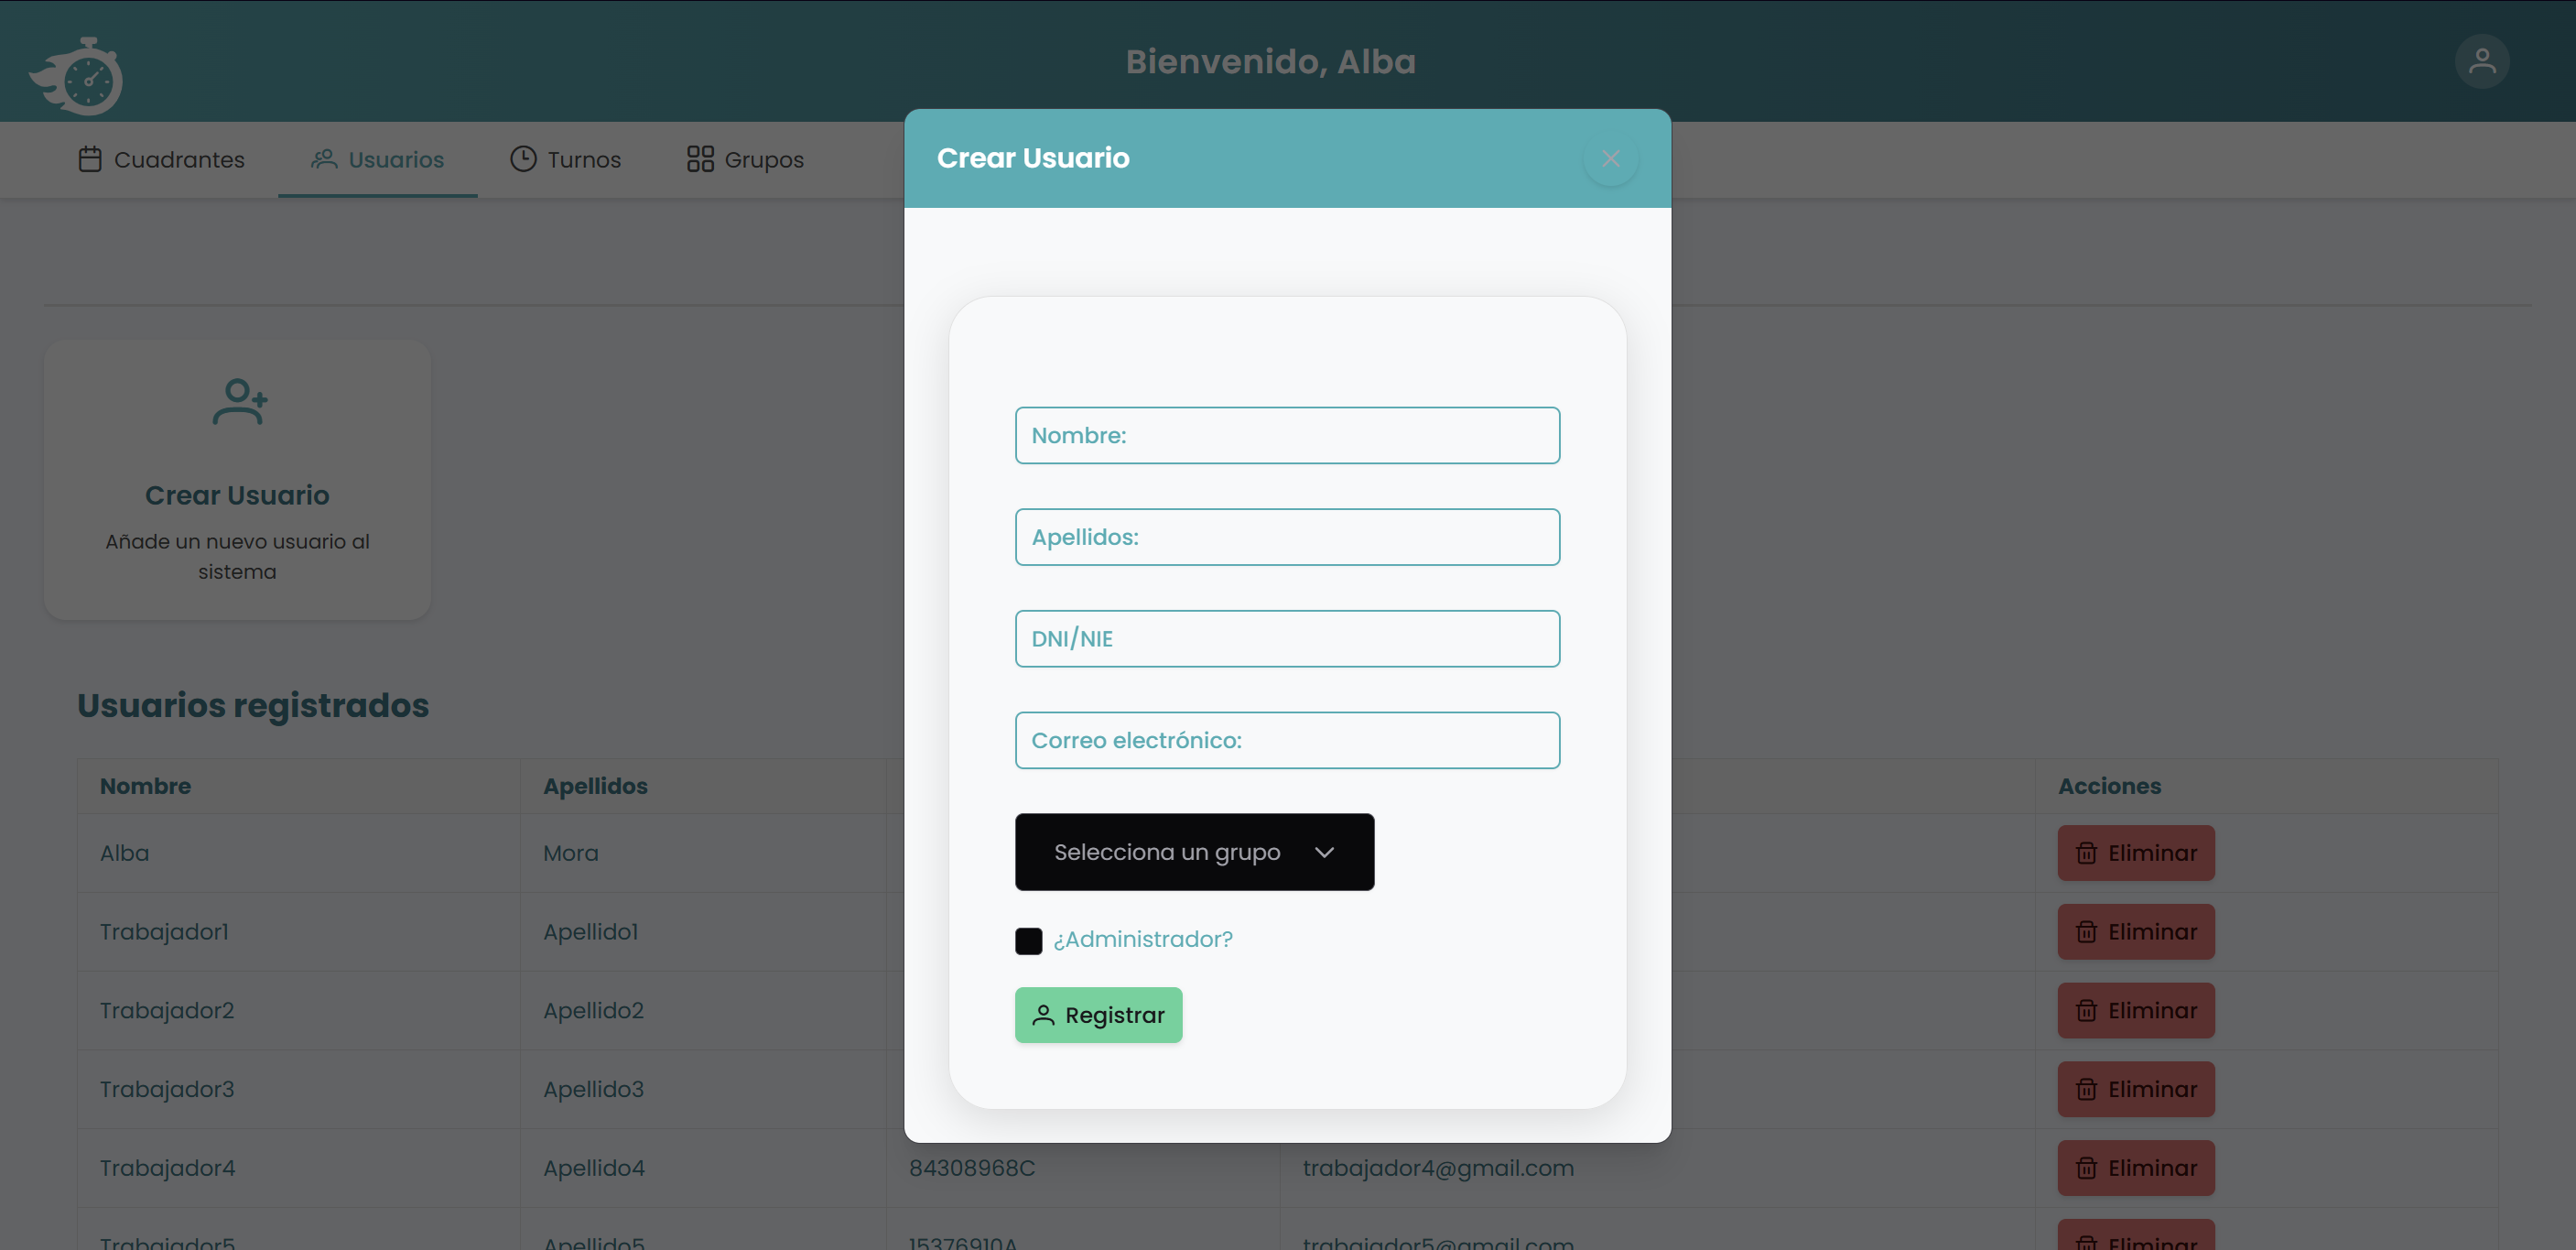 Bienvenido, Alba
Cuadrantes
Usuarios
Turnos
Grupos
Crear Usuario
Nombre:
Apellidos:
DNI/NIE
Correo electrónico:
Selecciona un grupo
¿Administrador?
Registrar
Crear Usuario
Añade un nuevo usuario al
sistema
Usuarios registrados
Nombre Apellidos Acciones
Alba Mora Eliminar
Trabajador1 Apellido1 Eliminar
Trabajador2 Apellido2 Eliminar
Trabajador3 Apellido3 Eliminar
Trabajador4 Apellido4 84308968C trabajador4@gmail.com Eliminar
Trabajador5 Apellido5 15376910A trabajador5@gmail.com Eliminar